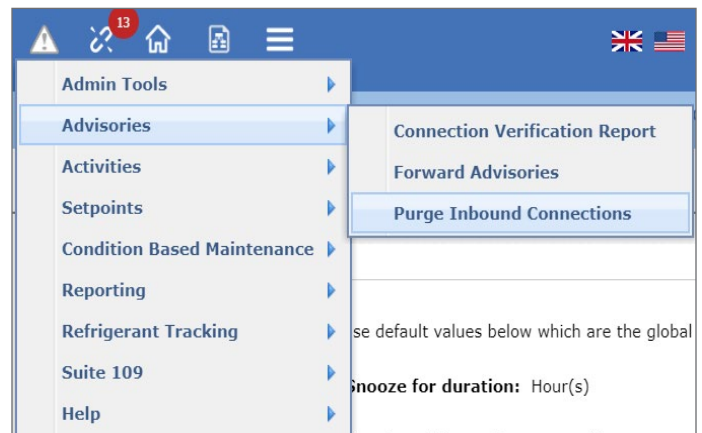 13
Admin Tools
Advisories
Connection Verification Report
Activities
Forward Advisories
Setpoints
Purge Inbound Connections
Condition Based Maintenance
Reporting
Refrigerant Tracking
se default values below which are the global
Suite 109
Snooze for duration: Hour(s)
Help